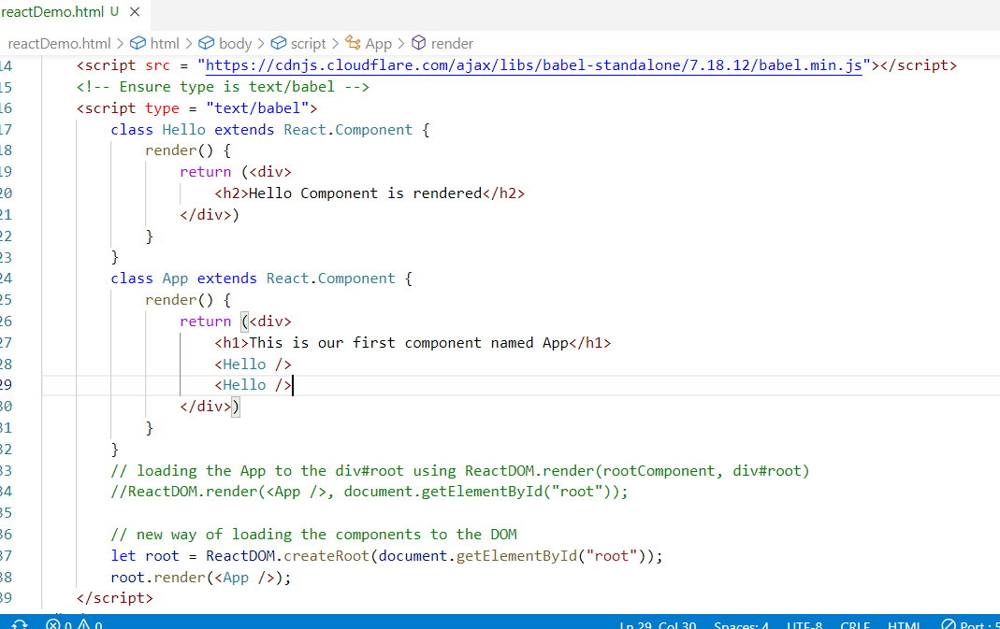 reactDemo.html U ×
reactDemo.html > html > body > script > App > render
14 <script src = "https://cdnjs.cloudflare.com/ajax/libs/babel-standalone/7.18.12/babel.min.js"></script>
15 <!-- Ensure type is text/babel -->
16 <script type = "text/babel">
17 class Hello extends React.Component {
18 render() {
19 return (<div>
20 <h2>Hello Component is rendered</h2>
21 </div>)
22 }
23 }
24 class App extends React.Component {
25 render() {
26 return (<div>
27 <h1>This is our first component named App</h1>
28 <Hello />
29 <Hello />
30 </div>)
31 }
32 }
33 // loading the App to the div#root using ReactDOM.render(rootComponent, div#root)
34 //ReactDOM.render(<App />, document.getElementById("root"));
35
36 // new way of loading the components to the DOM
37 let root = ReactDOM.createRoot(document.getElementById("root"));
38 root.render(<App />);
39 </script>
0 0 Ln 29, Col 30 Spaces: 4 UTF-8 CRLF HTML Port : 5